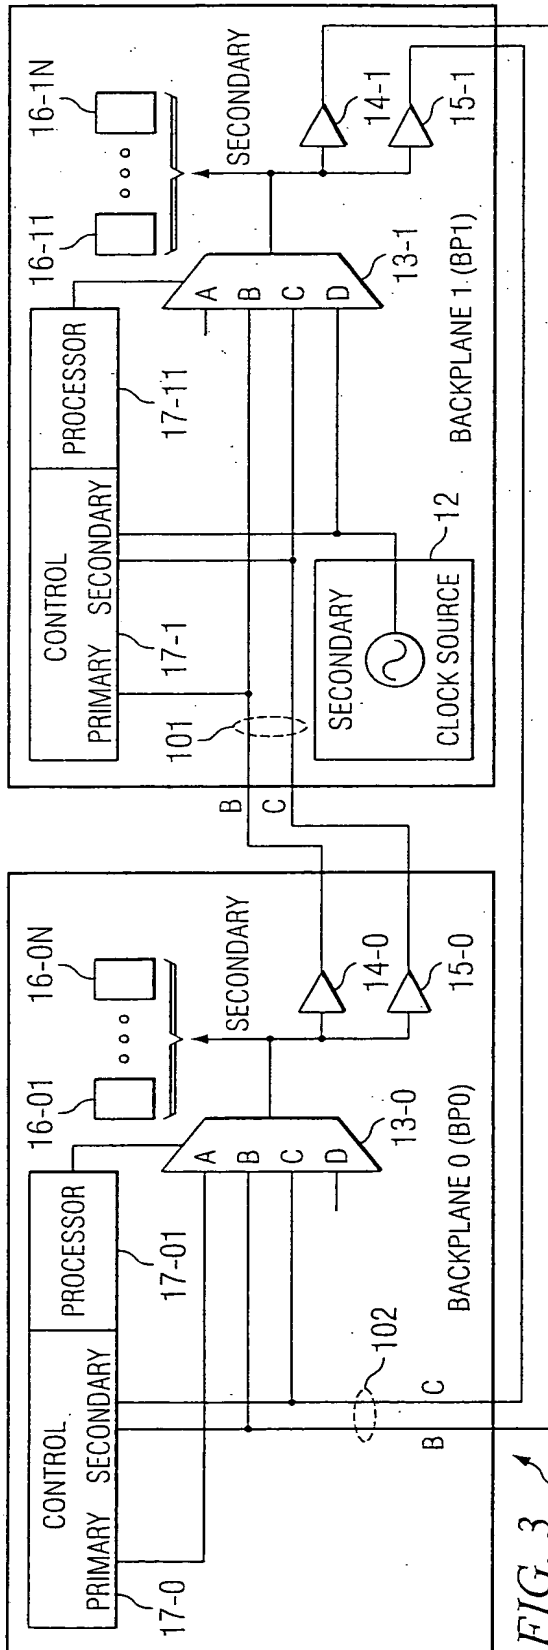 16-01
16-0N
CONTROL
PRIMARY SECONDARY
PROCESSOR
17-0
17-01
A
B
C
D
13-0
SECONDARY
14-0
15-0
102
B
C
BACKPLANE 0 (BP0)
B
C
16-11
16-1N
CONTROL
PRIMARY SECONDARY
PROCESSOR
17-1
17-11
101
A
B
C
D
13-1
SECONDARY
14-1
15-1
SECONDARY
CLOCK SOURCE
12
BACKPLANE 1 (BP1)
FIG. 3